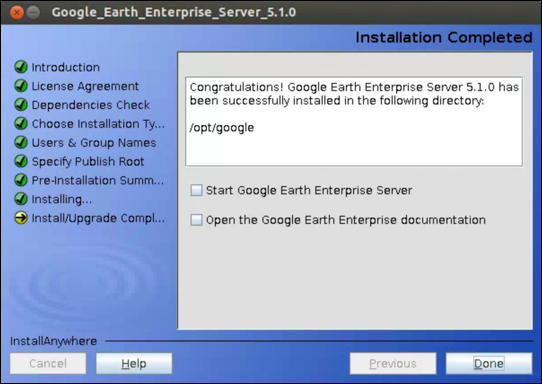 Google_Earth_Enterprise_Server_5.1.0
Installation Completed
Introduction
License Agreement
Dependencies Check
Choose Installation Ty...
Users & Group Names
Specify Publish Root
Pre-Installation Summ...
Installing...
Install/Upgrade Compl...
Congratulations! Google Earth Enterprise Server 5.1.0 has
been successfully installed in the following directory:
/opt/google
Start Google Earth Enterprise Server
Open the Google Earth Enterprise documentation
InstallAnywhere
Cancel
Help
Previous
Done